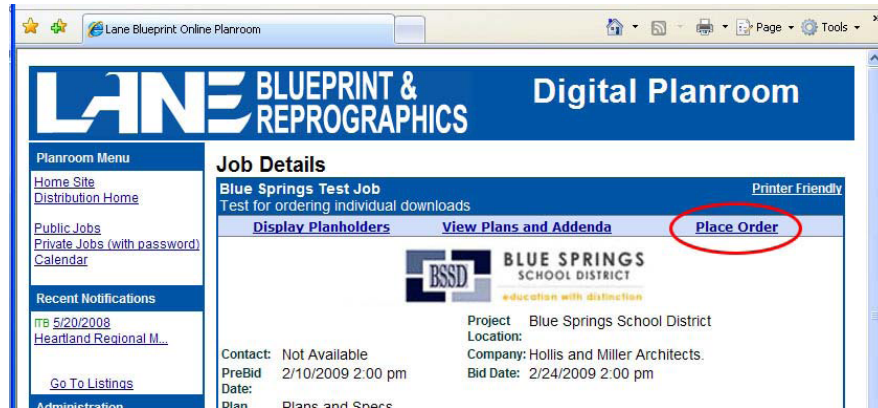 Lane Blueprint Online Planroom
Page
Tools
LANE BLUEPRINT &
REPROGRAPHICS
Digital Planroom
Planroom Menu
Home Site
Distribution Home
Public Jobs
Private Jobs (with password)
Calendar
Recent Notifications
ITB 5/20/2008
Heartland Regional M...
Go To Listings
Administration
Job Details
Blue Springs Test Job
Printer Friendly
Test for ordering individual downloads
Display Planholders View Plans and Addenda Place Order
BSSD
BLUE SPRINGS
SCHOOL DISTRICT
education with distinction
Project Location: Blue Springs School District
Contact: Not Available Company: Hollis and Miller Architects.
PreBid Date: 2/10/2009 2:00 pm Bid Date: 2/24/2009 2:00 pm
Plan Plans and Specs